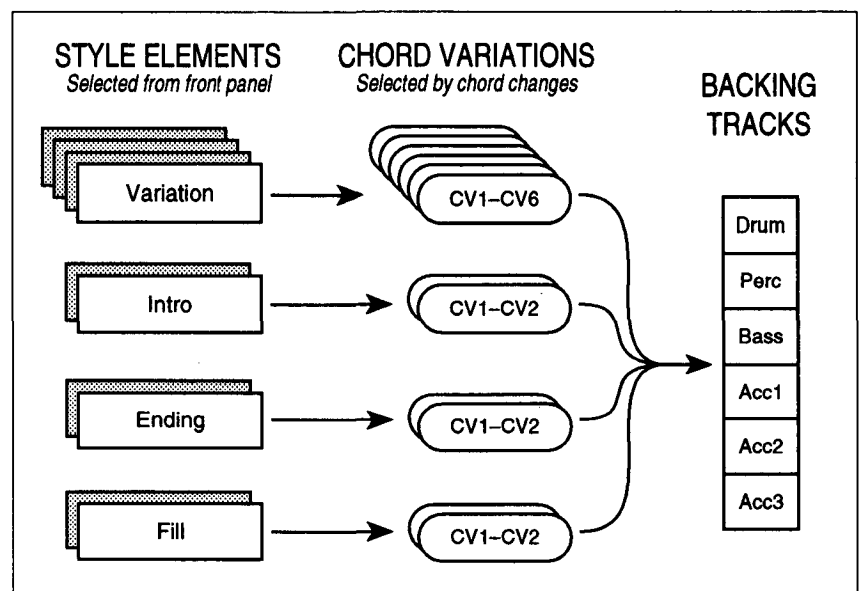 STYLE ELEMENTS
Selected from front panel
CHORD VARIATIONS
Selected by chord changes
BACKING
TRACKS
Variation
CV1–CV6
Intro
CV1–CV2
Ending
CV1–CV2
Fill
CV1–CV2
Drum
Perc
Bass
Acc1
Acc2
Acc3